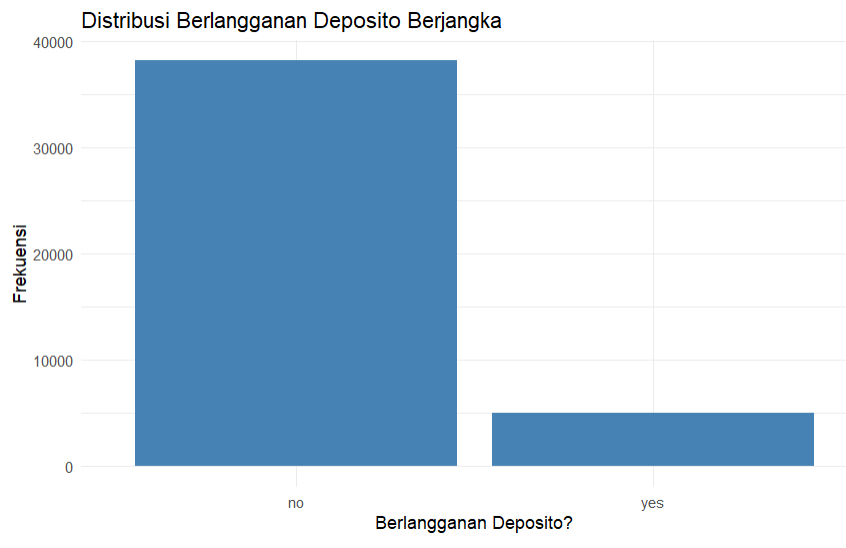 Distribusi Berlangganan Deposito Berjangka
40000
30000
20000
10000
0
Frekuensi
no
yes
Berlangganan Deposito?